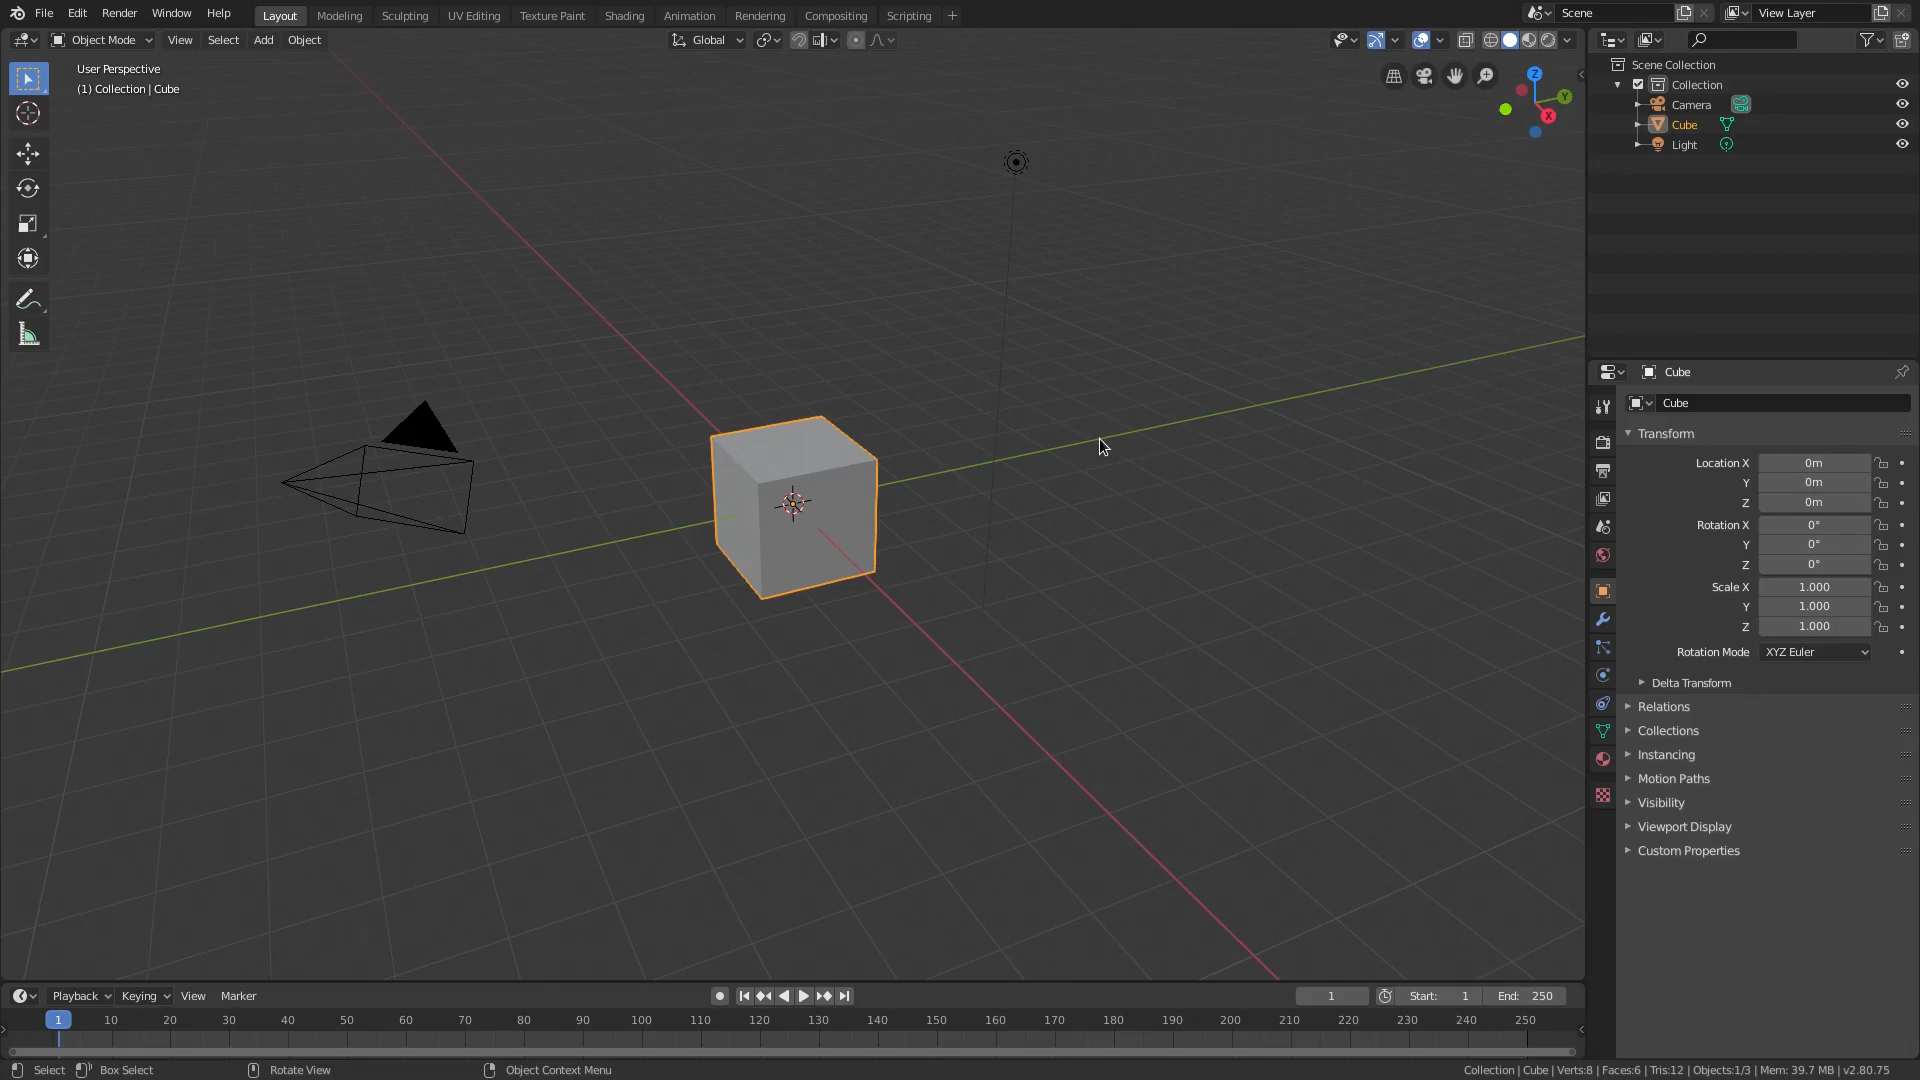 File Edit Render Window Help Layout Modeling Sculpting UV Editing Texture Paint Shading Animation Rendering Compositing Scripting + Scene View Layer
Object Mode View Select Add Object Global
User Perspective
(1) Collection | Cube
Z
Y
X
Scene Collection
Collection
Camera
Cube
Light
Cube
Cube
Transform
Location X 0m
Y 0m
Z 0m
Rotation X 0°
Y 0°
Z 0°
Scale X 1.000
Y 1.000
Z 1.000
Rotation Mode XYZ Euler
Delta Transform
Relations
Collections
Instancing
Motion Paths
Visibility
Viewport Display
Custom Properties
Playback Keying View Marker 1 Start: 1 End: 250
1 10 20 30 40 50 60 70 80 90 100 110 120 130 140 150 160 170 180 190 200 210 220 230 240 250
Select Box Select Rotate View Object Context Menu Collection | Cube | Verts:8 | Faces:6 | Tris:12 | Objects:1/3 | Mem: 39.7 MB | v2.80.75